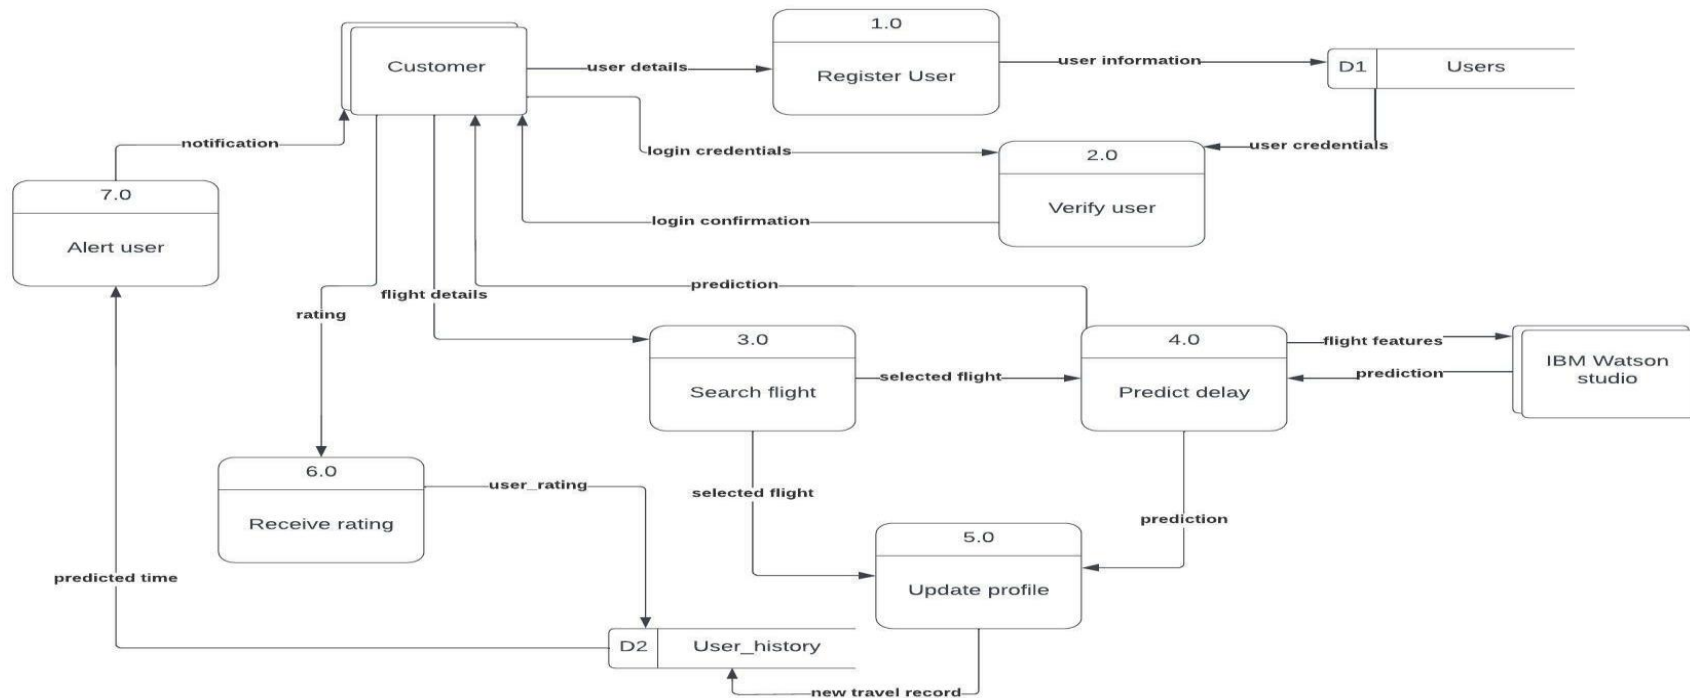 1.0
Customer
user details
Register User
user information
D1
Users
notification
login credentials
2.0
user credentials
7.0
Verify user
login confirmation
Alert user
prediction
flight details
rating
3.0
4.0
flight features
IBM Watson
studio
selected flight
prediction
Search flight
Predict delay
6.0
user_rating
selected flight
Receive rating
prediction
5.0
predicted time
Update profile
D2
User_history
new travel record